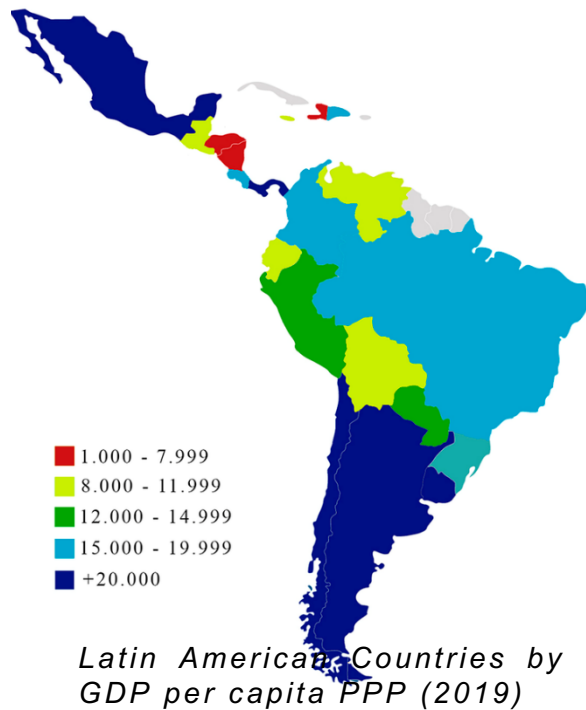 1.000 - 7.999
8.000 - 11.999
12.000 - 14.999
15.000 - 19.999
+20.000
Latin American Countries by
GDP per capita PPP (2019)